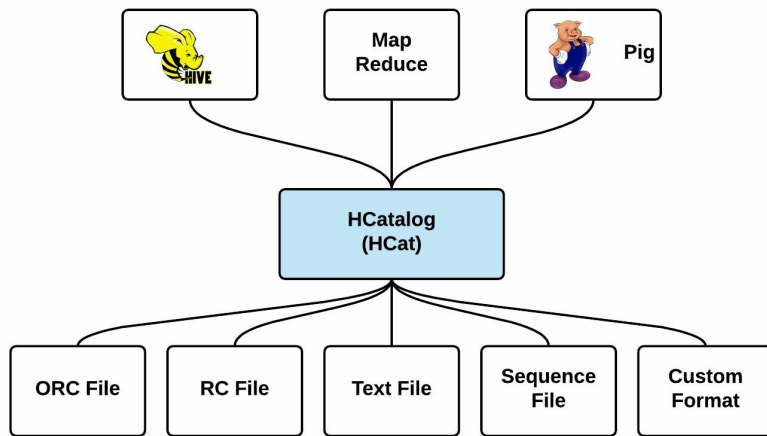 HIVE
Map
Reduce
Pig
HCatalog
(HCat)
ORC File
RC File
Text File
Sequence
File
Custom
Format